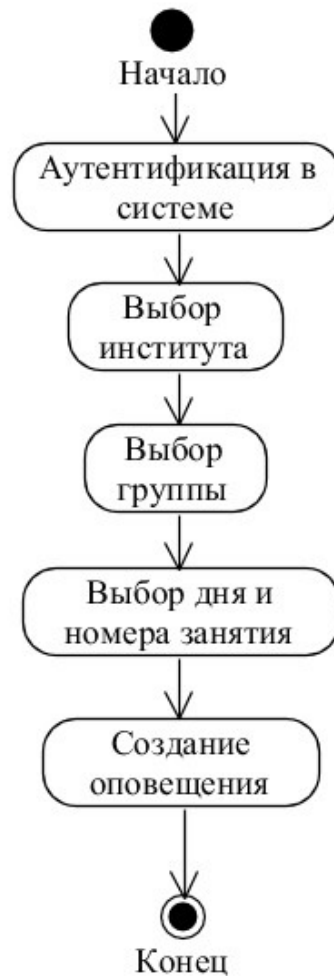 Начало
Аутентификация в
системе
Выбор
института
Выбор
группы
Выбор дня и
номера занятия
Создание
оповещения
Конец